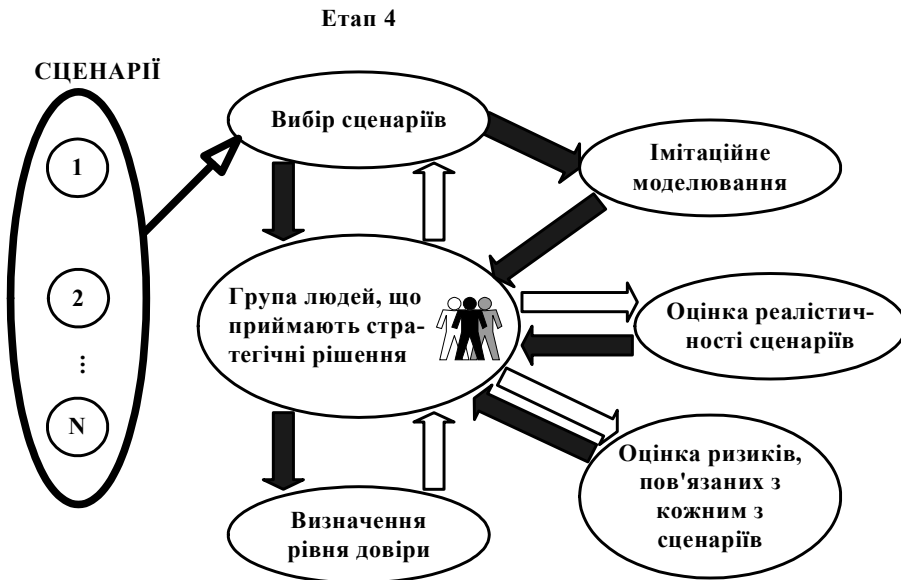 Етап 4
СЦЕНАРІЇ
1
2
...
N
Вибір сценаріїв
Імітаційне
моделювання
Група людей, що
приймають стра-
тегічні рішення
Оцінка реалістич-
ності сценаріїв
Оцінка ризиків,
пов'язаних з
кожним з
сценаріїв
Визначення
рівня довіри